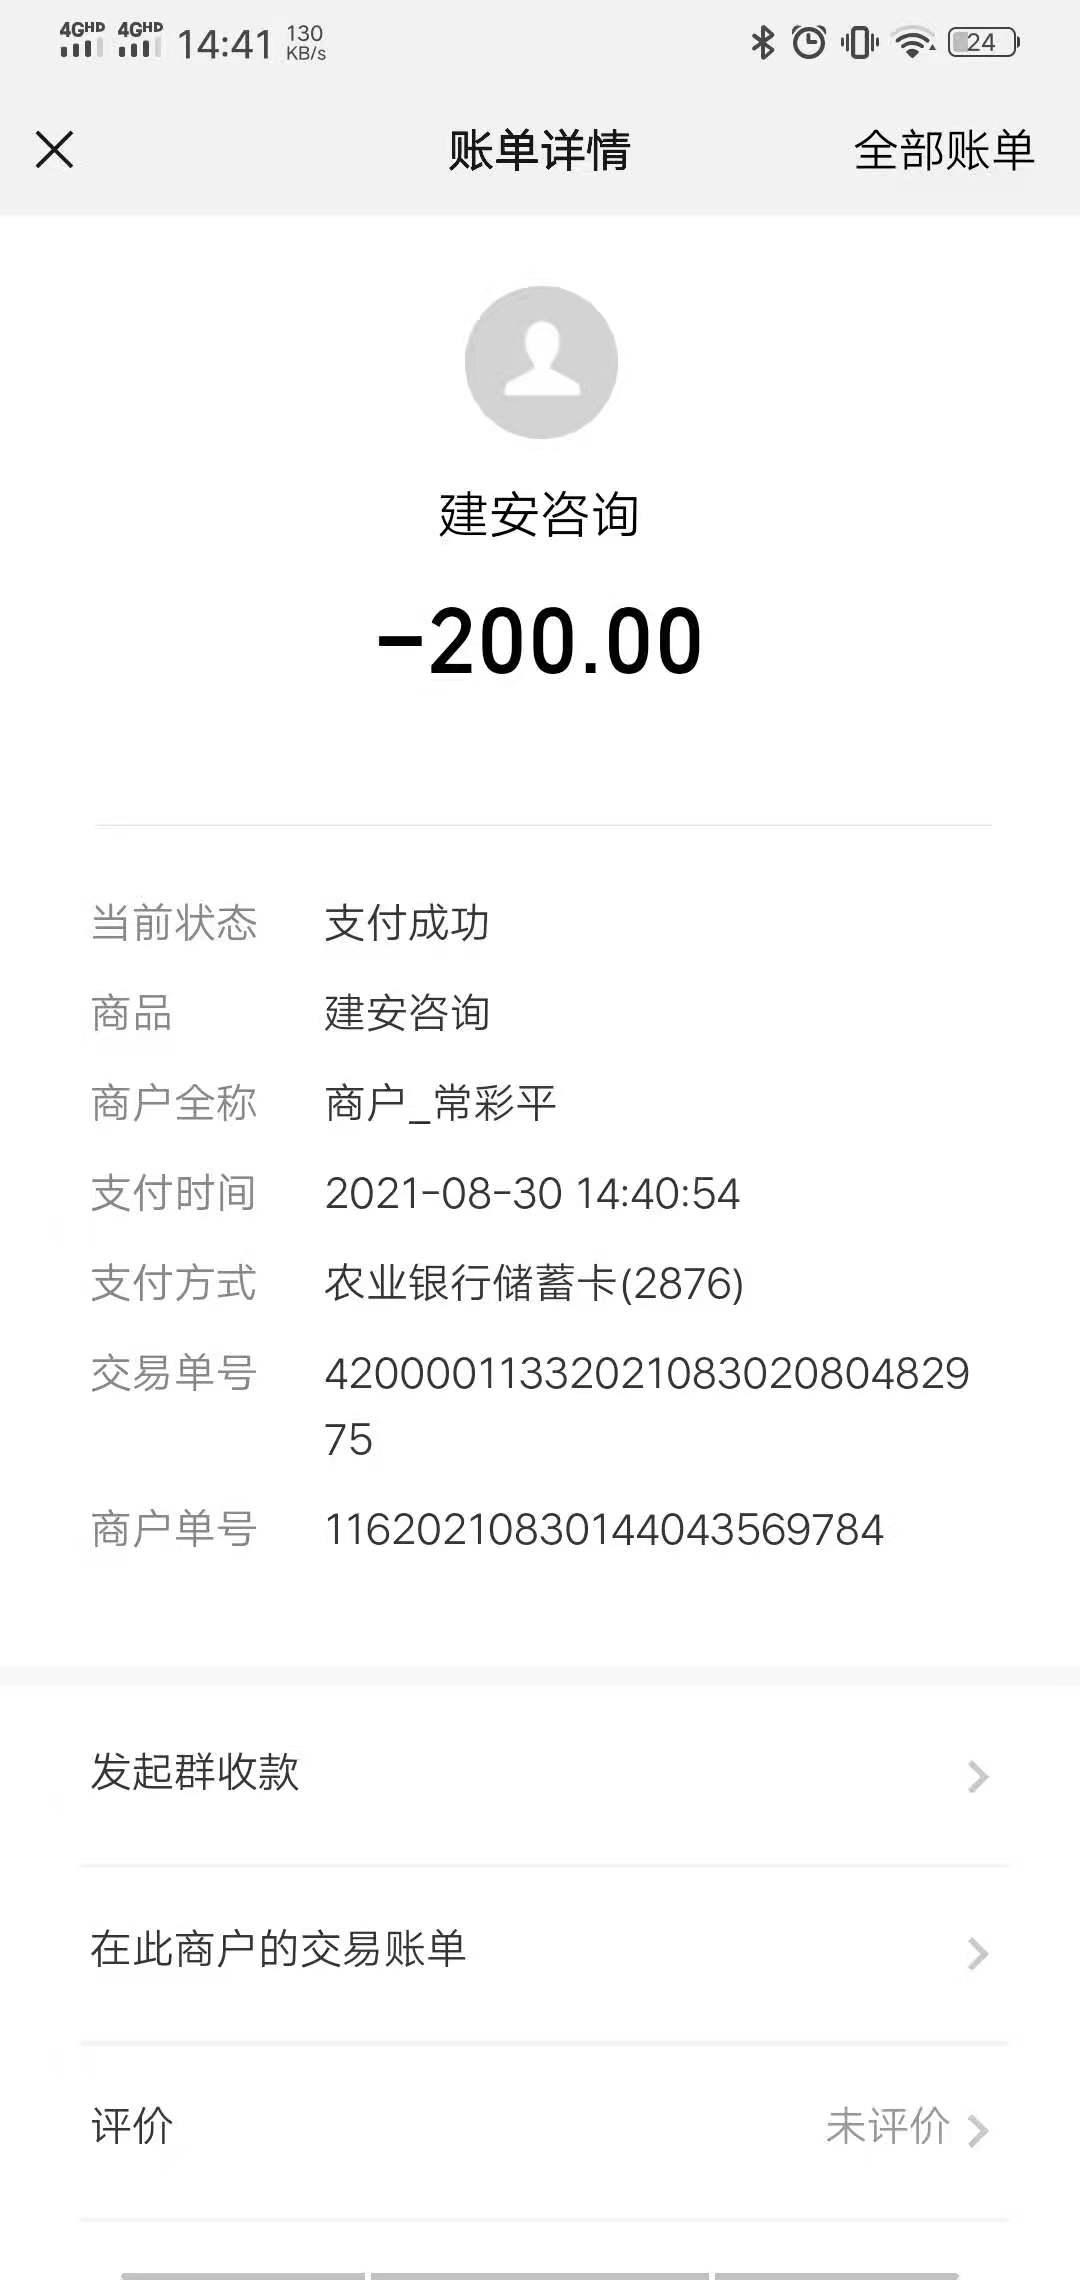 4GHD 4GHD 14:41 130 KB/s 24
账单详情 全部账单
建安咨询
-200.00
当前状态 支付成功
商品 建安咨询
商户全称 商户_常彩平
支付时间 2021-08-30 14:40:54
支付方式 农业银行储蓄卡(2876)
交易单号 42000011332021083020804829
75
商户单号 11620210830144043569784
发起群收款
在此商户的交易账单
评价 未评价